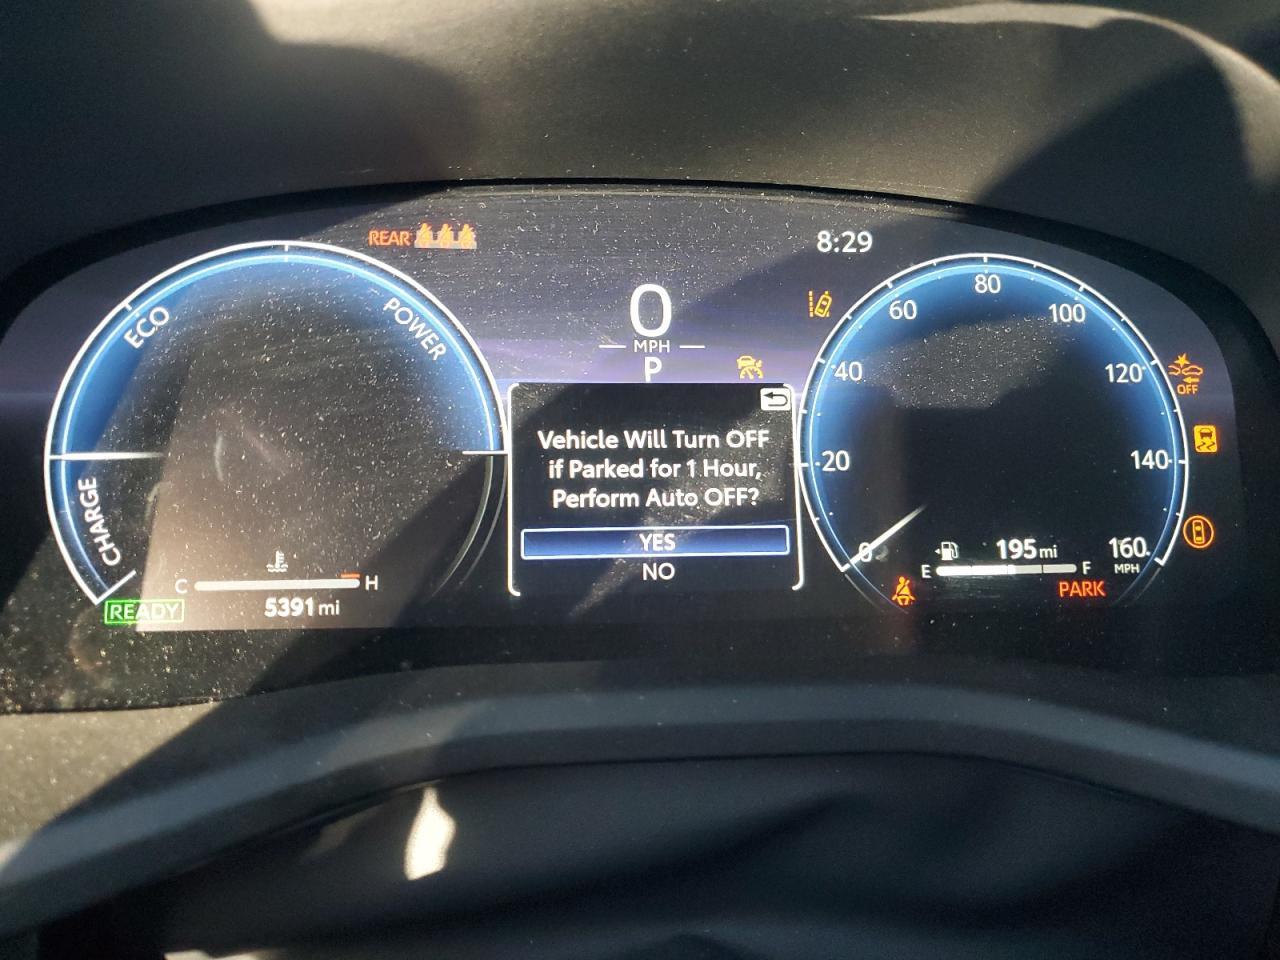 REAR
8:29
ECO
POWER
CHARGE
0
MPH
P
Vehicle Will Turn OFF
if Parked for 1 Hour,
Perform Auto OFF?
YES
NO
0
20
40
60
80
100
120
140
160
MPH
OFF
C
H
READY
5391 mi
195 mi
E
F
PARK